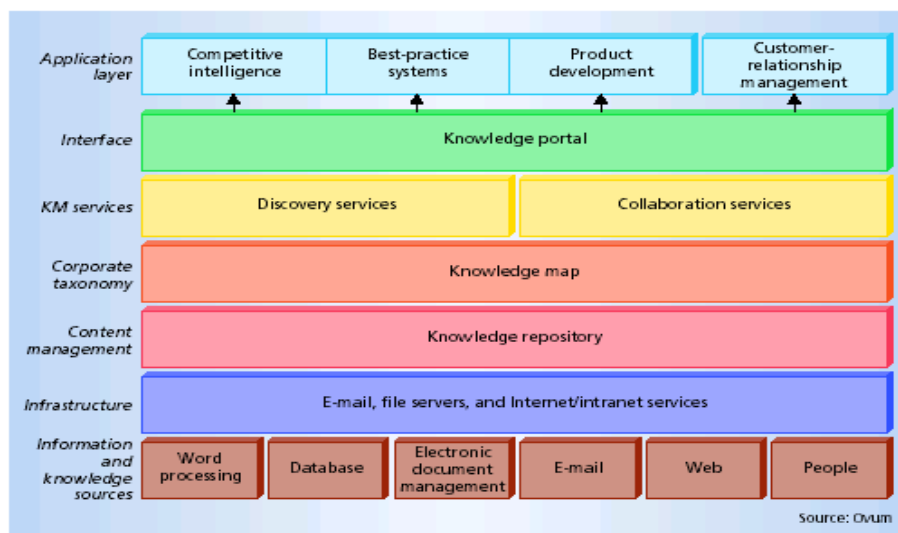 Application
layer
Competitive
intelligence
Best-practice
systems
Product
development
Customer-
relationship
management
Interface
Knowledge portal
KM services
Discovery services
Collaboration services
Corporate
taxonomy
Knowledge map
Content
management
Knowledge repository
Infrastructure
E-mail, file servers, and Internet/intranet services
Information
and
knowledge
sources
Word
processing
Database
Electronic
document
management
E-mail
Web
People
Source: Ovum